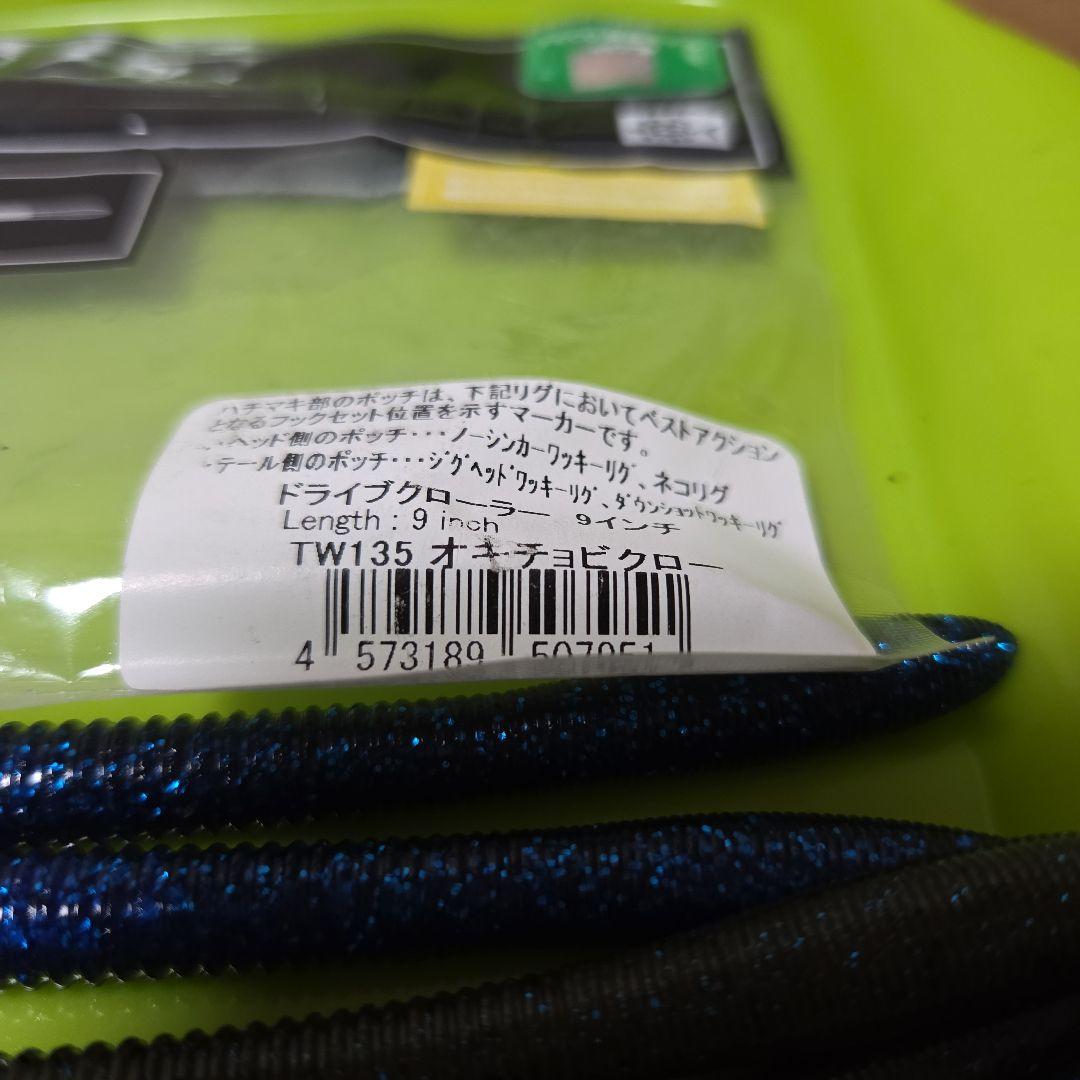 ハチマキ部のポッチは、下記リグにおいてベストアクション
となるフックセット位置を示すマーカーです。
・ヘッド側のポッチ･･･ノーシンカーワッキーリグ、ネコリグ
・テール側のポッチ･･･ジグヘッドワッキーリグ、ダウンショットワッキーリグ
ドライブクローラー 9インチ
Length : 9 inch
TW135 オキチョビクロー
4 573189 507951